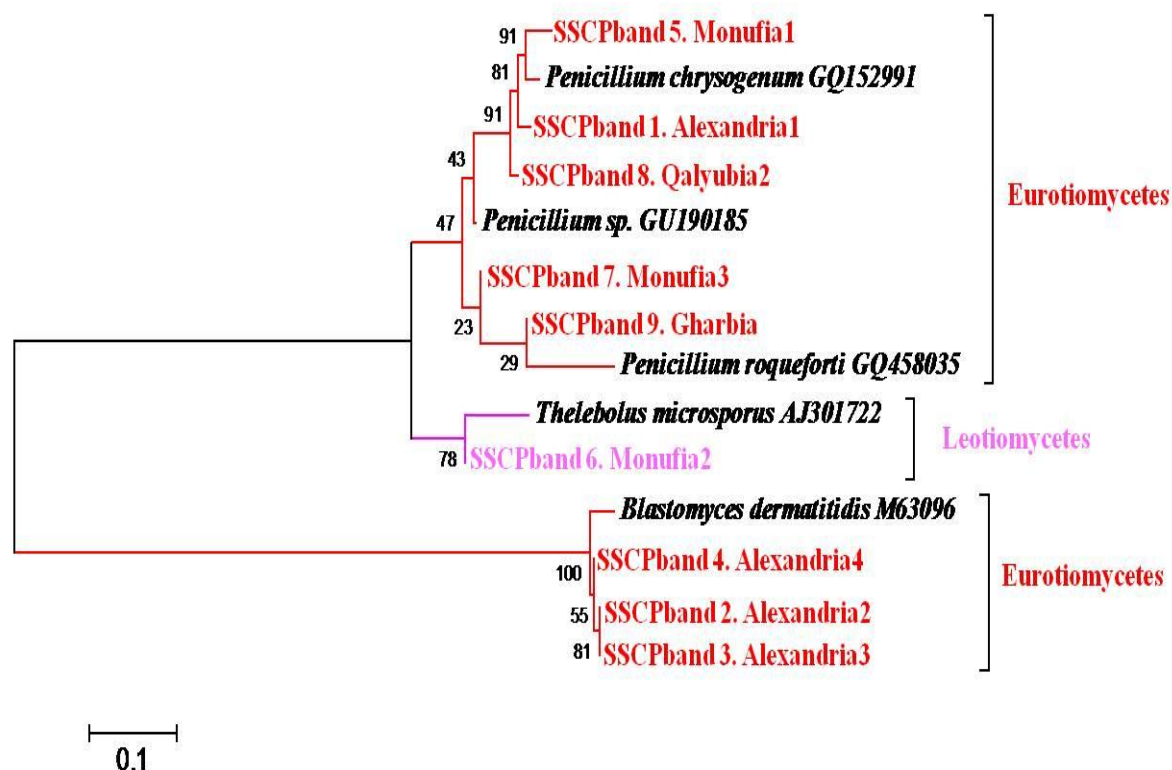 91
SSCPband 5. Monufia1
81
Penicillium chrysogenum GQ152991
91
SSCPband 1. Alexandria1
43
SSCPband 8. Qalyubia2
Eurotiomycetes
47
Penicillium sp. GU190185
SSCPband 7. Monufia3
23
SSCPband 9. Gharbia
29
Penicillium roqueforti GQ458035
Thelebolus microsporus AJ301722
Leotiomycetes
78
SSCPband 6. Monufia2
Blastomyces dermatitidis M63096
100
SSCPband 4. Alexandria4
Eurotiomycetes
55
SSCPband 2. Alexandria2
81
SSCPband 3. Alexandria3
0.1